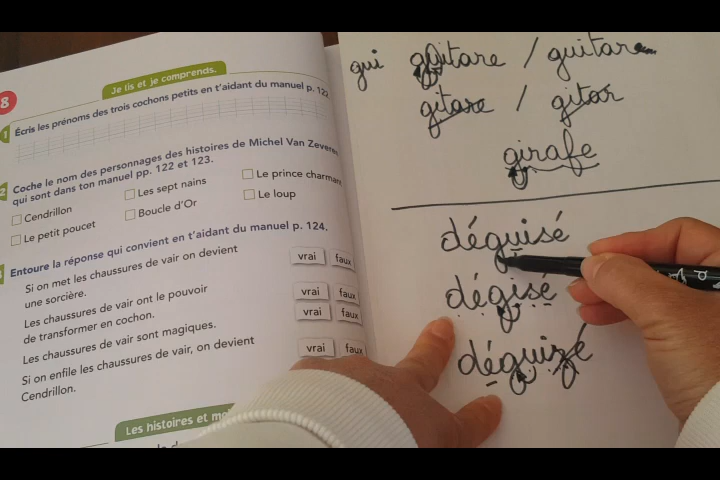 8
Je lis et je comprends.
1 Écris les prénoms des trois cochons petits en t'aidant du manuel p. 122
2 Coche le nom des personnages des histoires de Michel Van Zeveren
qui sont dans ton manuel pp. 122 et 123.
Cendrillon
Les sept nains
Le prince charmant
Le petit poucet
Boucle d'Or
Le loup
Entoure la réponse qui convient en t'aidant du manuel p. 124.
Si on met les chaussures de vair on devient
une sorcière.
vrai faux
Les chaussures de vair ont le pouvoir
de transformer en cochon.
vrai faux
Les chaussures de vair sont magiques.
vrai faux
Si on enfile les chaussures de vair, on devient
Cendrillon.
vrai faux
Les histoires et mo
gui
guitare / guitare
gitare / gitar
girafe
déguisé
dégisé
déguizé